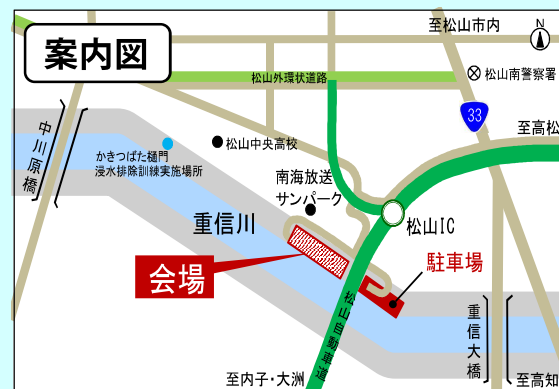 案内図
至松山市内
N
松山外環状道路
松山南警察署
33
至高松
中川原橋
かきつばた樋門
浸水排除訓練実施場所
松山中央高校
南海放送
サンパーク
重信川
松山IC
会場
駐車場
松山自動車道
重信大橋
至内子・大洲
至高知